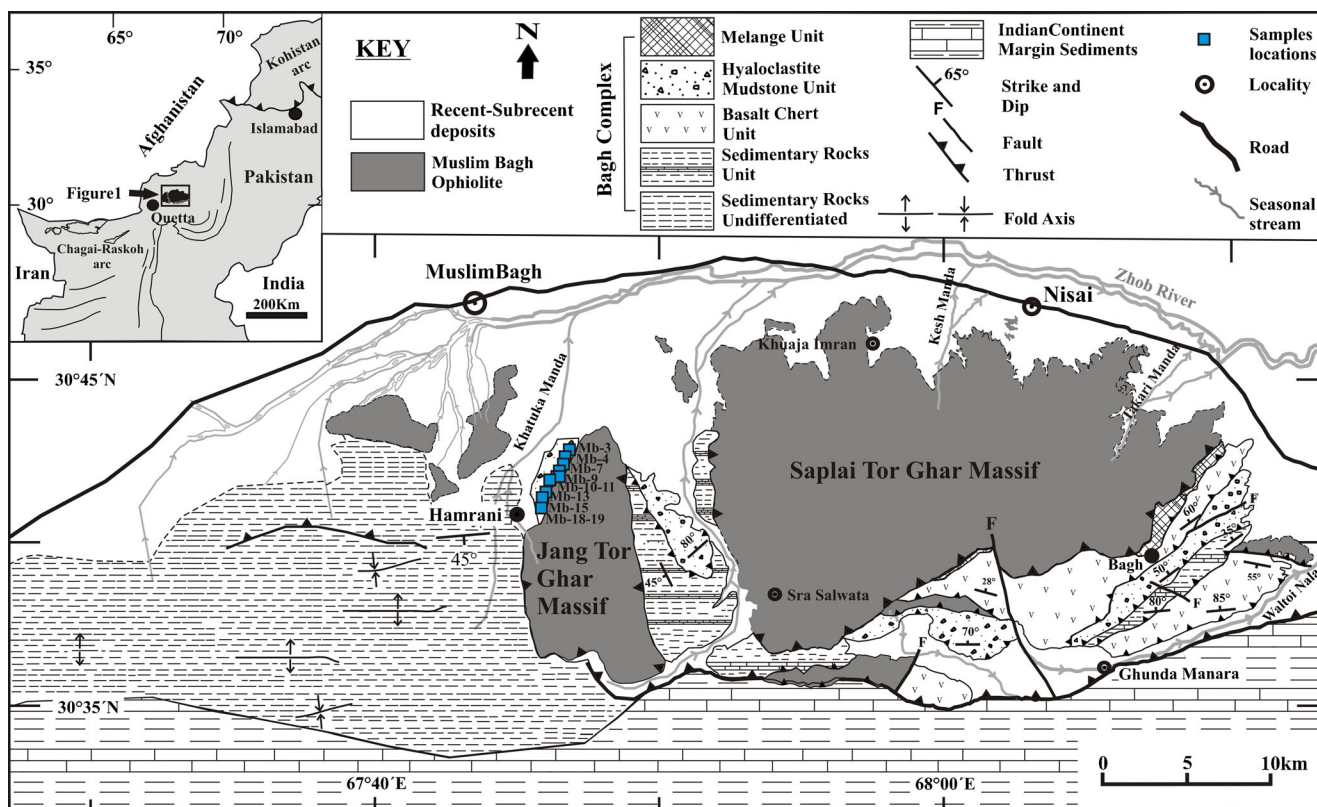 65°
70°
35°
Kohistan
arc
Afghanistan
Islamabad
Pakistan
Figure1
30°
Quetta
Chagai-Raskoh
arc
Iran
India
200Km
KEY
N
Recent-Subrecent
deposits
Muslim Bagh
Ophiolite
Bagh Complex
Melange Unit
Hyaloclastite
Mudstone Unit
Basalt Chert
Unit
Sedimentary Rocks
Unit
Sedimentary Rocks
Undifferentiated
IndianContinent
Margin Sediments
65°
Strike and
Dip
F
Fault
Thrust
Fold Axis
Samples
locations
Locality
Road
Seasonal
stream
MuslimBagh
Nisai
Zhob River
Kesh Manda
Khuaja Imran
Takari Manda
30°45´N
Khatuka Manda
Mb-3
Mb-4
Mb-7
Mb-9
Mb-10-11
Mb-13
Mb-15
Mb-18-19
Saplai Tor Ghar Massif
Hamrani
45°
Jang Tor
Ghar
Massif
80°
45°
F
60°
F
35°
Bagh
50°
55°
28°
80°
F
85°
Waltoi Nala
Sra Salwata
F
70°
Ghunda Manara
30°35´N
67°40´E
68°00´E
0 5 10km